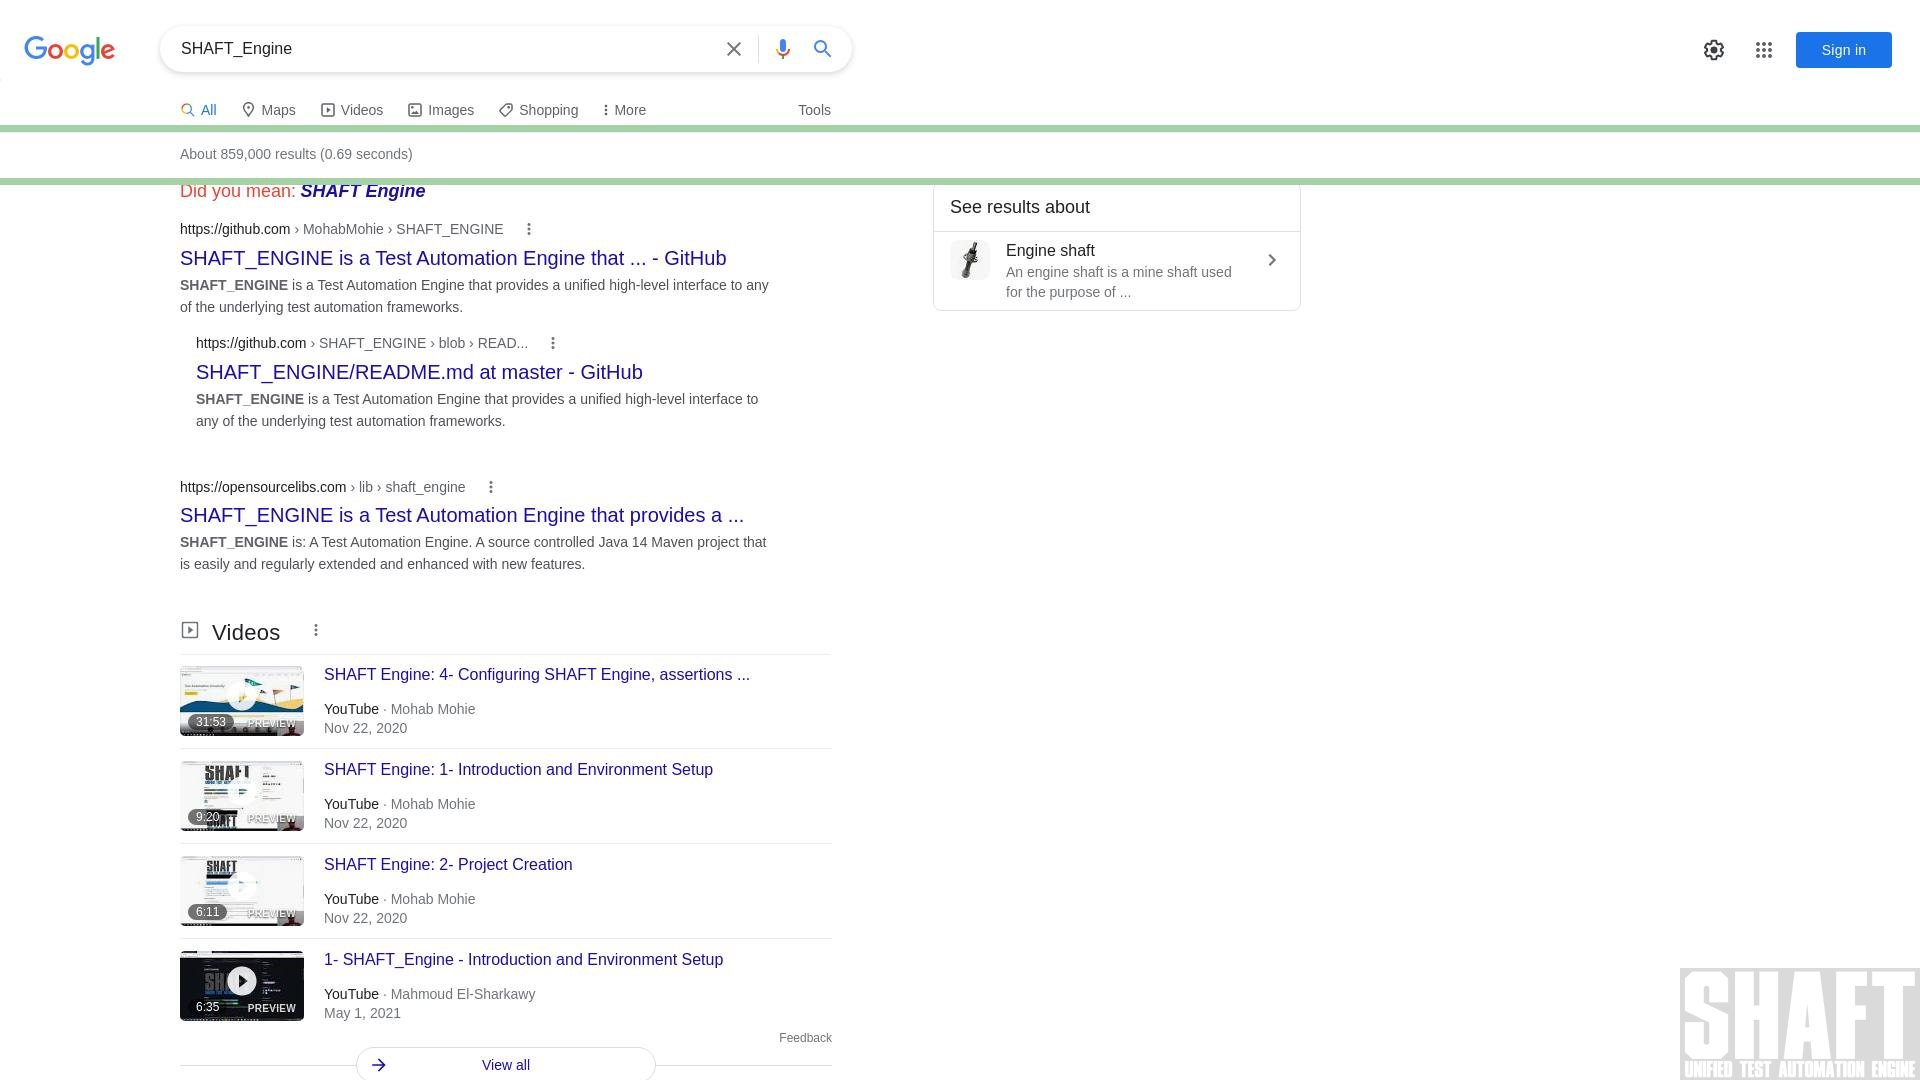 Google
SHAFT_Engine
Sign in
All
Maps
Videos
Images
Shopping
More
Tools
About 859,000 results (0.69 seconds)
Did you mean: SHAFT Engine
https://github.com › MohabMohie › SHAFT_ENGINE
SHAFT_ENGINE is a Test Automation Engine that ... - GitHub
SHAFT_ENGINE is a Test Automation Engine that provides a unified high-level interface to any
of the underlying test automation frameworks.
https://github.com › SHAFT_ENGINE › blob › READ...
SHAFT_ENGINE/README.md at master - GitHub
SHAFT_ENGINE is a Test Automation Engine that provides a unified high-level interface to
any of the underlying test automation frameworks.
https://opensourcelibs.com › lib › shaft_engine
SHAFT_ENGINE is a Test Automation Engine that provides a ...
SHAFT_ENGINE is: A Test Automation Engine. A source controlled Java 14 Maven project that
is easily and regularly extended and enhanced with new features.
Videos
31:53
PREVIEW
SHAFT Engine: 4- Configuring SHAFT Engine, assertions ...
YouTube · Mohab Mohie
Nov 22, 2020
SHAFT
9:20
PREVIEW
SHAFT Engine: 1- Introduction and Environment Setup
YouTube · Mohab Mohie
Nov 22, 2020
SHAFT
6:11
PREVIEW
SHAFT Engine: 2- Project Creation
YouTube · Mohab Mohie
Nov 22, 2020
6:35
PREVIEW
1- SHAFT_Engine - Introduction and Environment Setup
YouTube · Mahmoud El-Sharkawy
May 1, 2021
Feedback
View all
See results about
Engine shaft
An engine shaft is a mine shaft used
for the purpose of ...
SHAFT
UNIFIED TEST AUTOMATION ENGINE